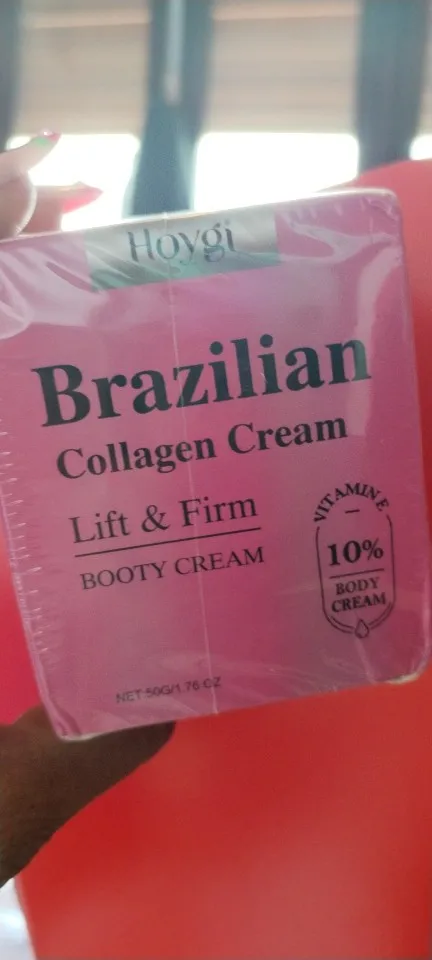 Hoygi
Brazilian
Collagen Cream
Lift & Firm
BOOTY CREAM
VITAMIN E
10%
BODY
CREAM
NET 50G/1.76 OZ